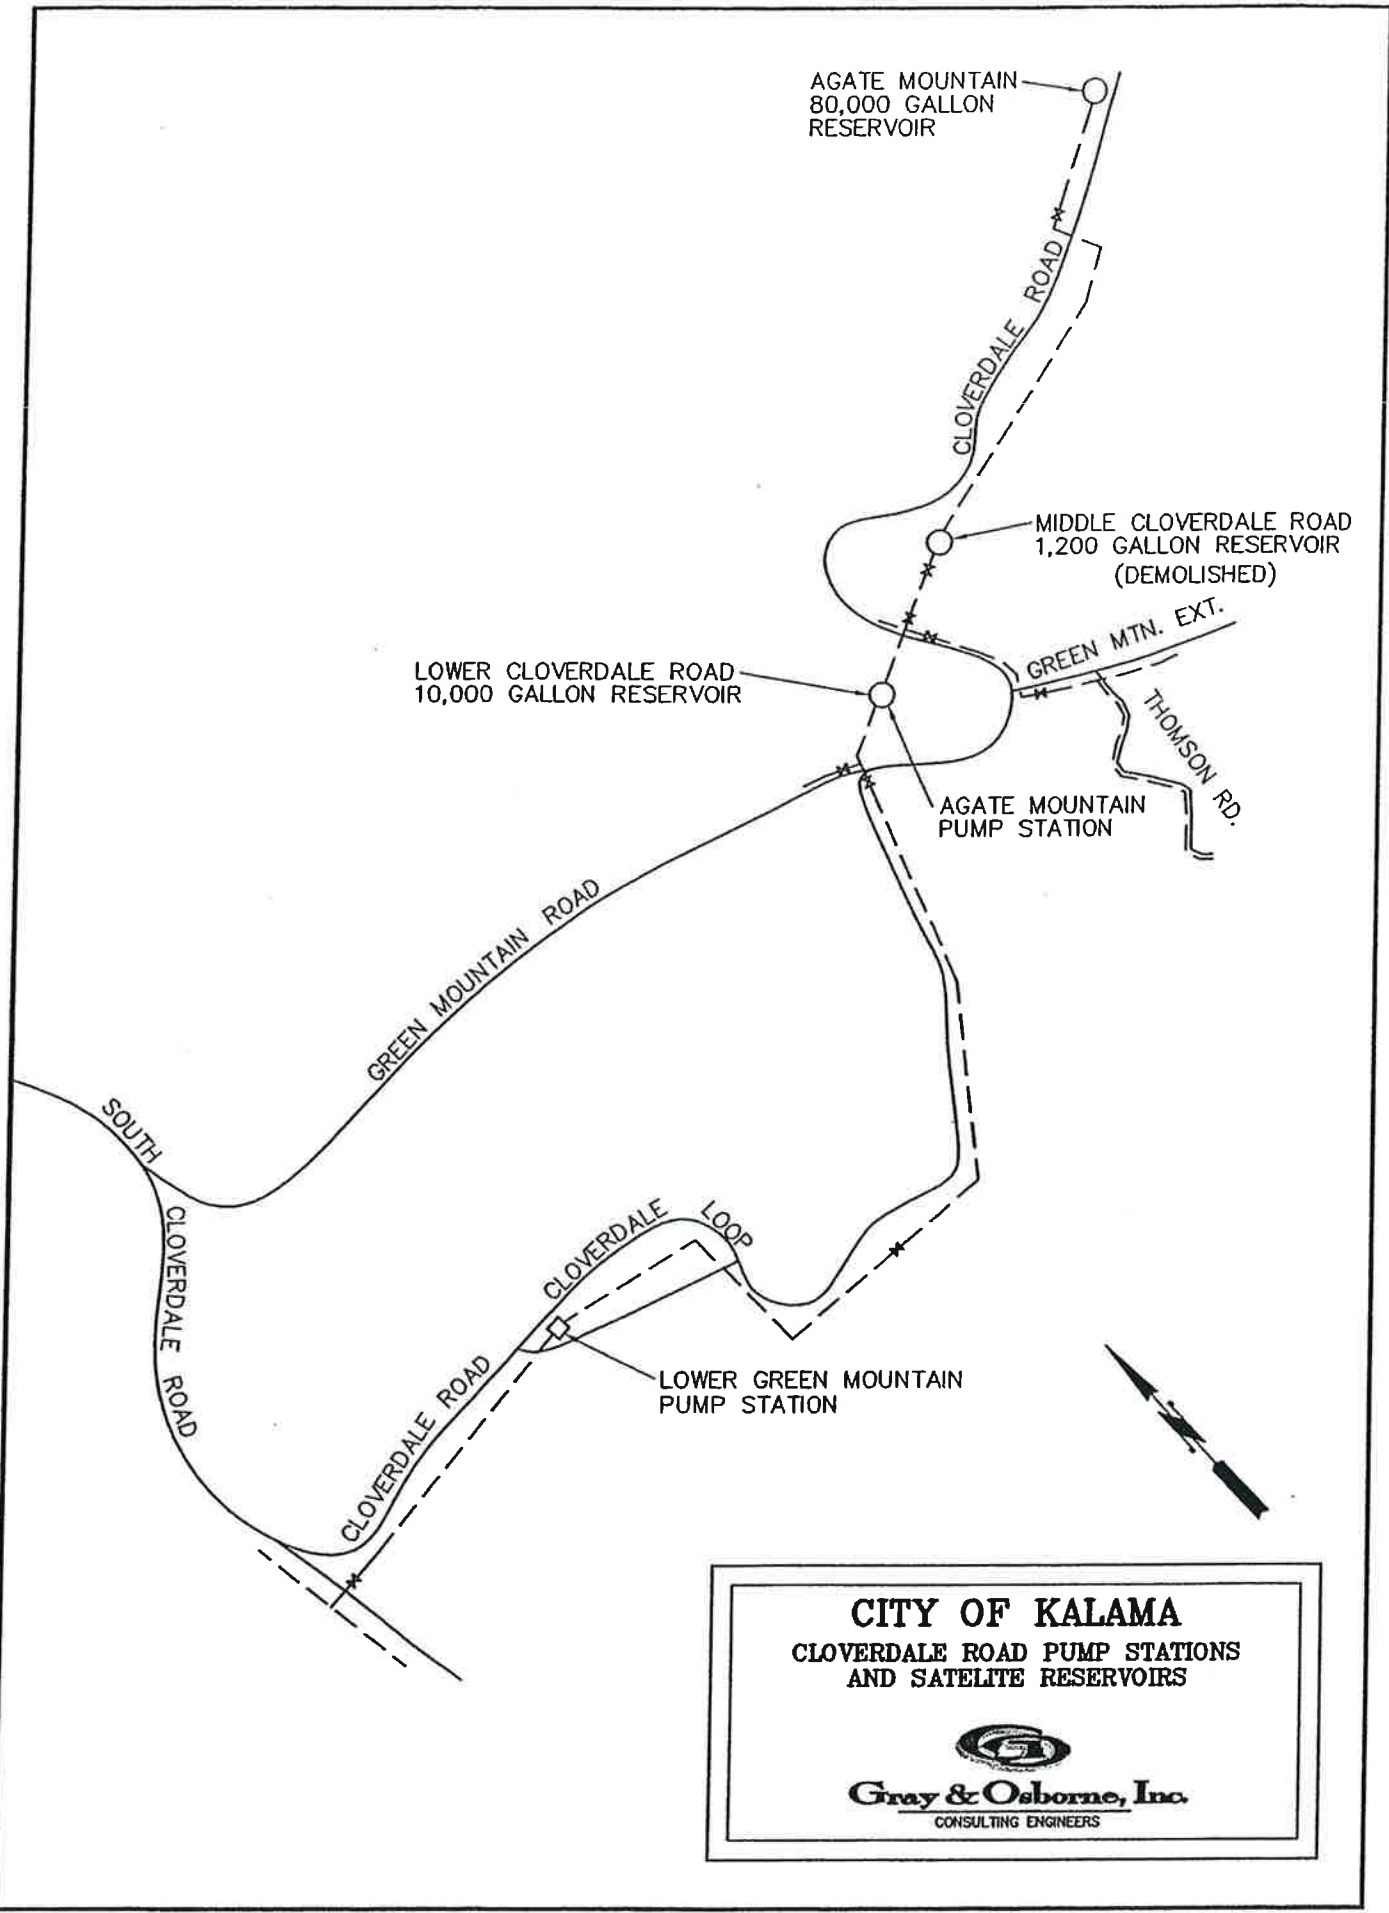 AGATE MOUNTAIN
80,000 GALLON
RESERVOIR
CLOVERDALE ROAD
MIDDLE CLOVERDALE ROAD
1,200 GALLON RESERVOIR
(DEMOLISHED)
GREEN MTN. EXT.
LOWER CLOVERDALE ROAD
10,000 GALLON RESERVOIR
THOMSON RD.
AGATE MOUNTAIN
PUMP STATION
GREEN MOUNTAIN ROAD
SOUTH
CLOVERDALE ROAD
CLOVERDALE LOOP
LOWER GREEN MOUNTAIN
PUMP STATION
CLOVERDALE ROAD
N
CITY OF KALAMA
CLOVERDALE ROAD PUMP STATIONS
AND SATELITE RESERVOIRS
GO
Gray & Osborne, Inc.
CONSULTING ENGINEERS